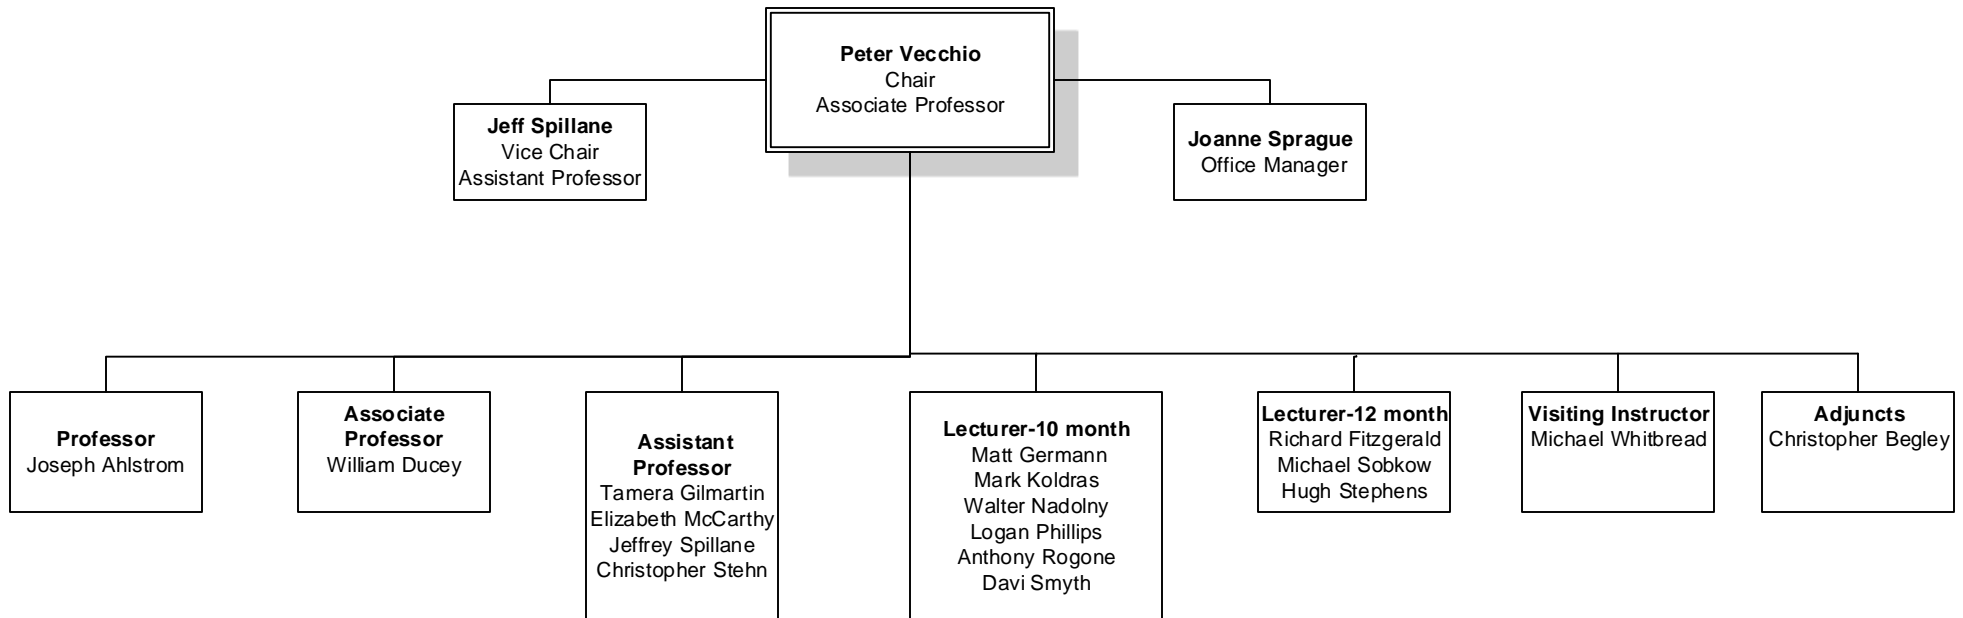 Peter Vecchio
Chair
Associate Professor
Jeff Spillane
Vice Chair
Assistant Professor
Joanne Sprague
Office Manager
Professor
Joseph Ahlstrom
Associate
Professor
William Ducey
Assistant
Professor
Tamera Gilmartin
Elizabeth McCarthy
Jeffrey Spillane
Christopher Stehn
Lecturer-10 month
Matt Germann
Mark Koldras
Walter Nadolny
Logan Phillips
Anthony Rogone
Davi Smyth
Lecturer-12 month
Richard Fitzgerald
Michael Sobkow
Hugh Stephens
Visiting Instructor
Michael Whitbread
Adjuncts
Christopher Begley